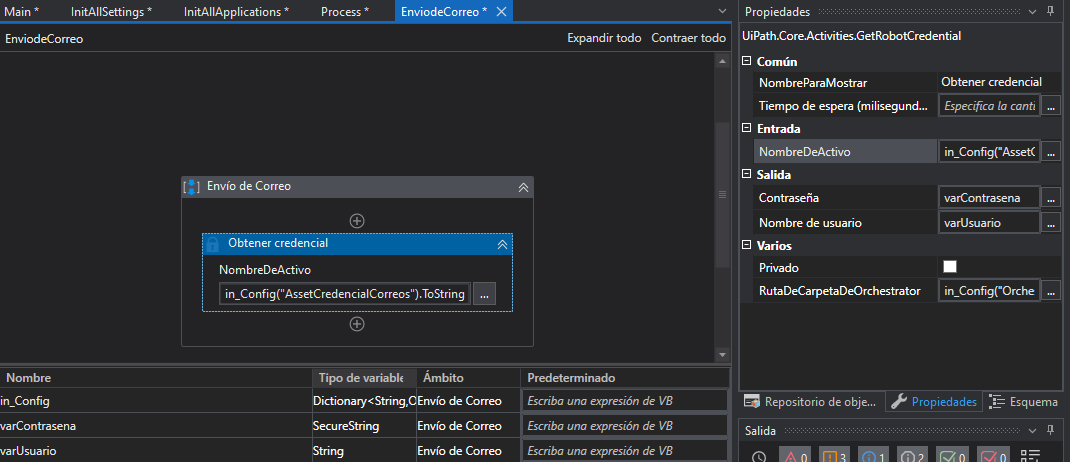 Main * InitAllSettings * InitAllApplications * Process * EnviodeCorreo *
EnviodeCorreo Expandir todo Contraer todo
Envío de Correo
Obtener credencial
NombreDeActivo
in_Config("AssetCredencialCorreos").ToString ...
Nombre Tipo de variable Ámbito Predeterminado
in_Config Dictionary<String,O Envío de Correo Escriba una expresión de VB
varContrasena SecureString Envío de Correo Escriba una expresión de VB
varUsuario String Envío de Correo Escriba una expresión de VB
Propiedades
UiPath.Core.Activities.GetRobotCredential
Común
NombreParaMostrar Obtener credencial
Tiempo de espera (milisegund... Especifica la canti ...
Entrada
NombreDeActivo in_Config("AssetC ...
Salida
Contraseña varContrasena ...
Nombre de usuario varUsuario ...
Varios
Privado
RutaDeCarpetaDeOrchestrator in_Config("Orche ...
Repositorio de obje... Propiedades Esquema
Salida
0 3 1 2 0 0